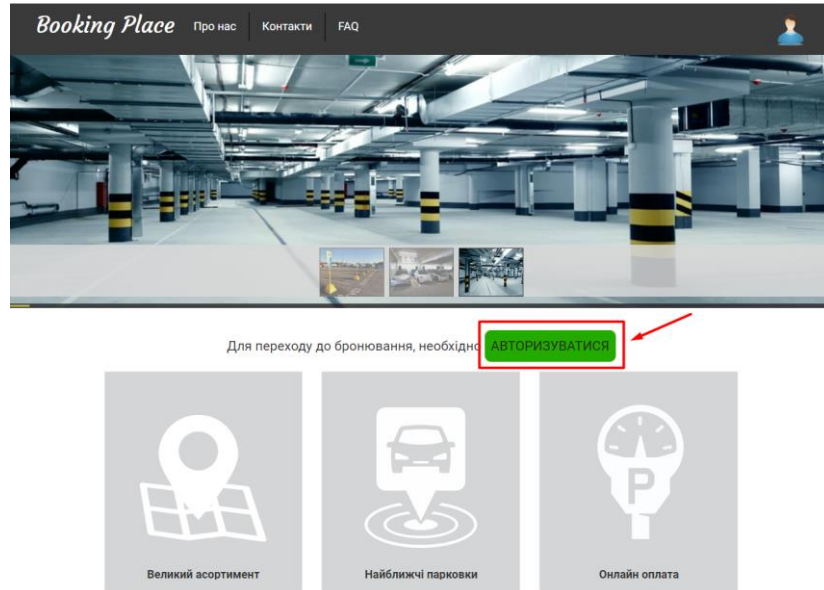 Booking Place Про нас Контакти FAQ
Для переходу до бронювання, необхідно АВТОРИЗУВАТИСЯ
P
Великий асортимент Найближчі парковки Онлайн оплата